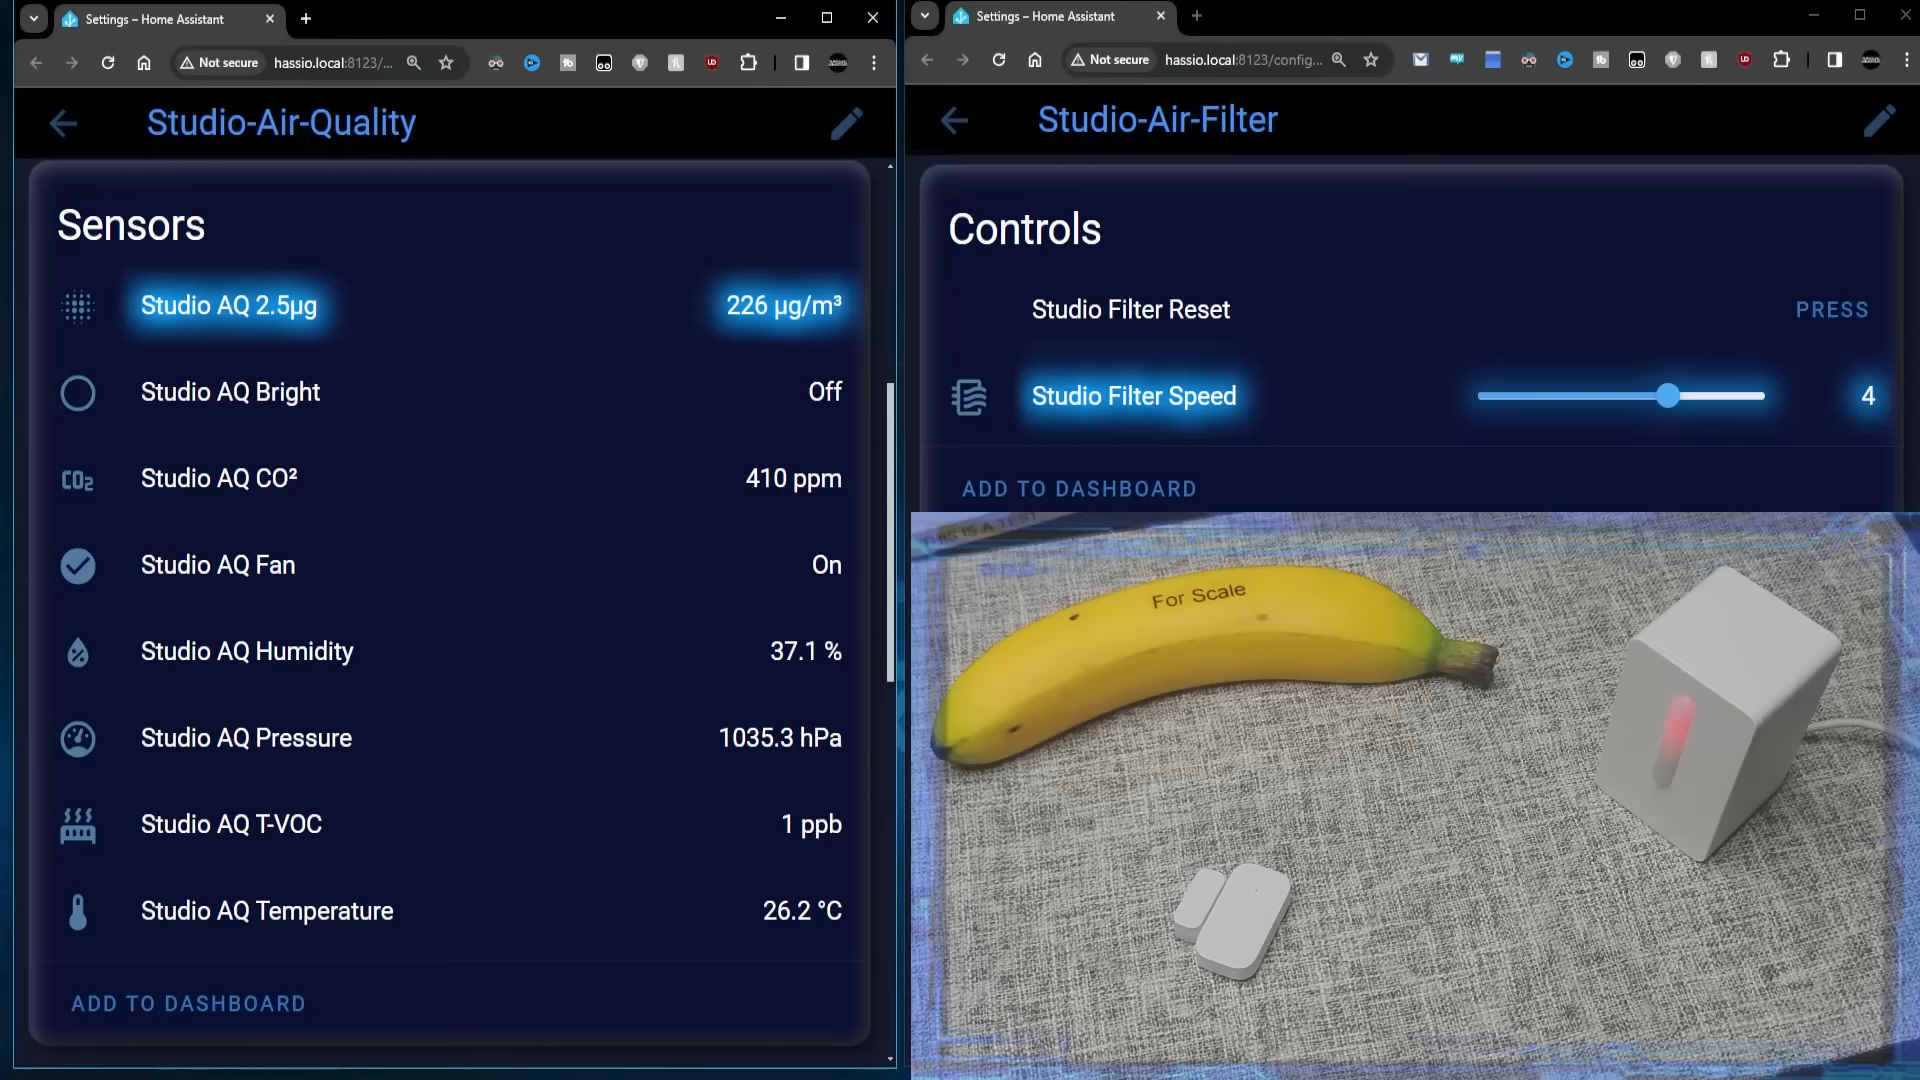 Settings – Home Assistant
Not secure
hassio.local:8123/...
Studio-Air-Quality
Sensors
Studio AQ 2.5µg
226 µg/m³
Studio AQ Bright
Off
CO2
Studio AQ CO²
410 ppm
Studio AQ Fan
On
Studio AQ Humidity
37.1 %
Studio AQ Pressure
1035.3 hPa
Studio AQ T-VOC
1 ppb
Studio AQ Temperature
26.2 °C
ADD TO DASHBOARD
Settings – Home Assistant
Not secure
hassio.local:8123/config...
Studio-Air-Filter
Controls
Studio Filter Reset
PRESS
Studio Filter Speed
4
ADD TO DASHBOARD
IS A TEST
For Scale